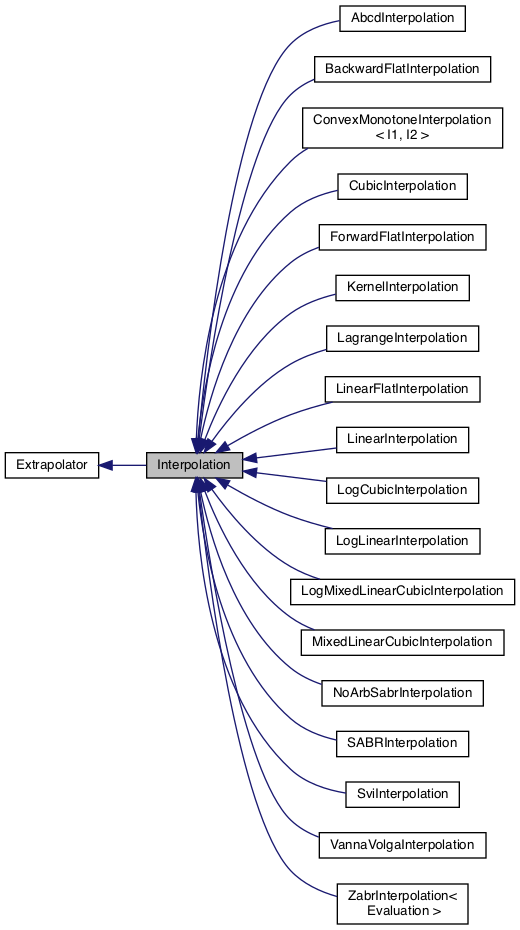 AbcdInterpolation
BackwardFlatInterpolation
ConvexMonotoneInterpolation
< I1, I2 >
CubicInterpolation
ForwardFlatInterpolation
KernelInterpolation
LagrangeInterpolation
LinearFlatInterpolation
LinearInterpolation
Extrapolator
Interpolation
LogCubicInterpolation
LogLinearInterpolation
LogMixedLinearCubicInterpolation
MixedLinearCubicInterpolation
NoArbSabrInterpolation
SABRInterpolation
SviInterpolation
VannaVolgaInterpolation
ZabrInterpolation<
Evaluation >